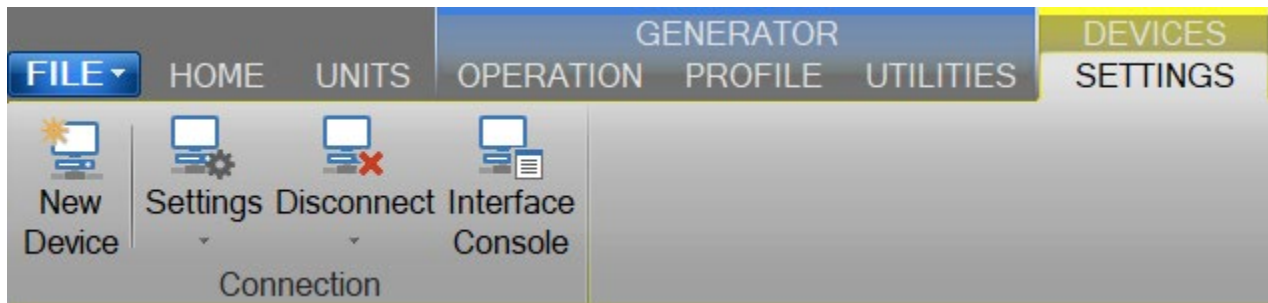 GENERATOR DEVICES
FILE HOME UNITS OPERATION PROFILE UTILITIES SETTINGS
New Device
Settings
Disconnect
Interface Console
Connection